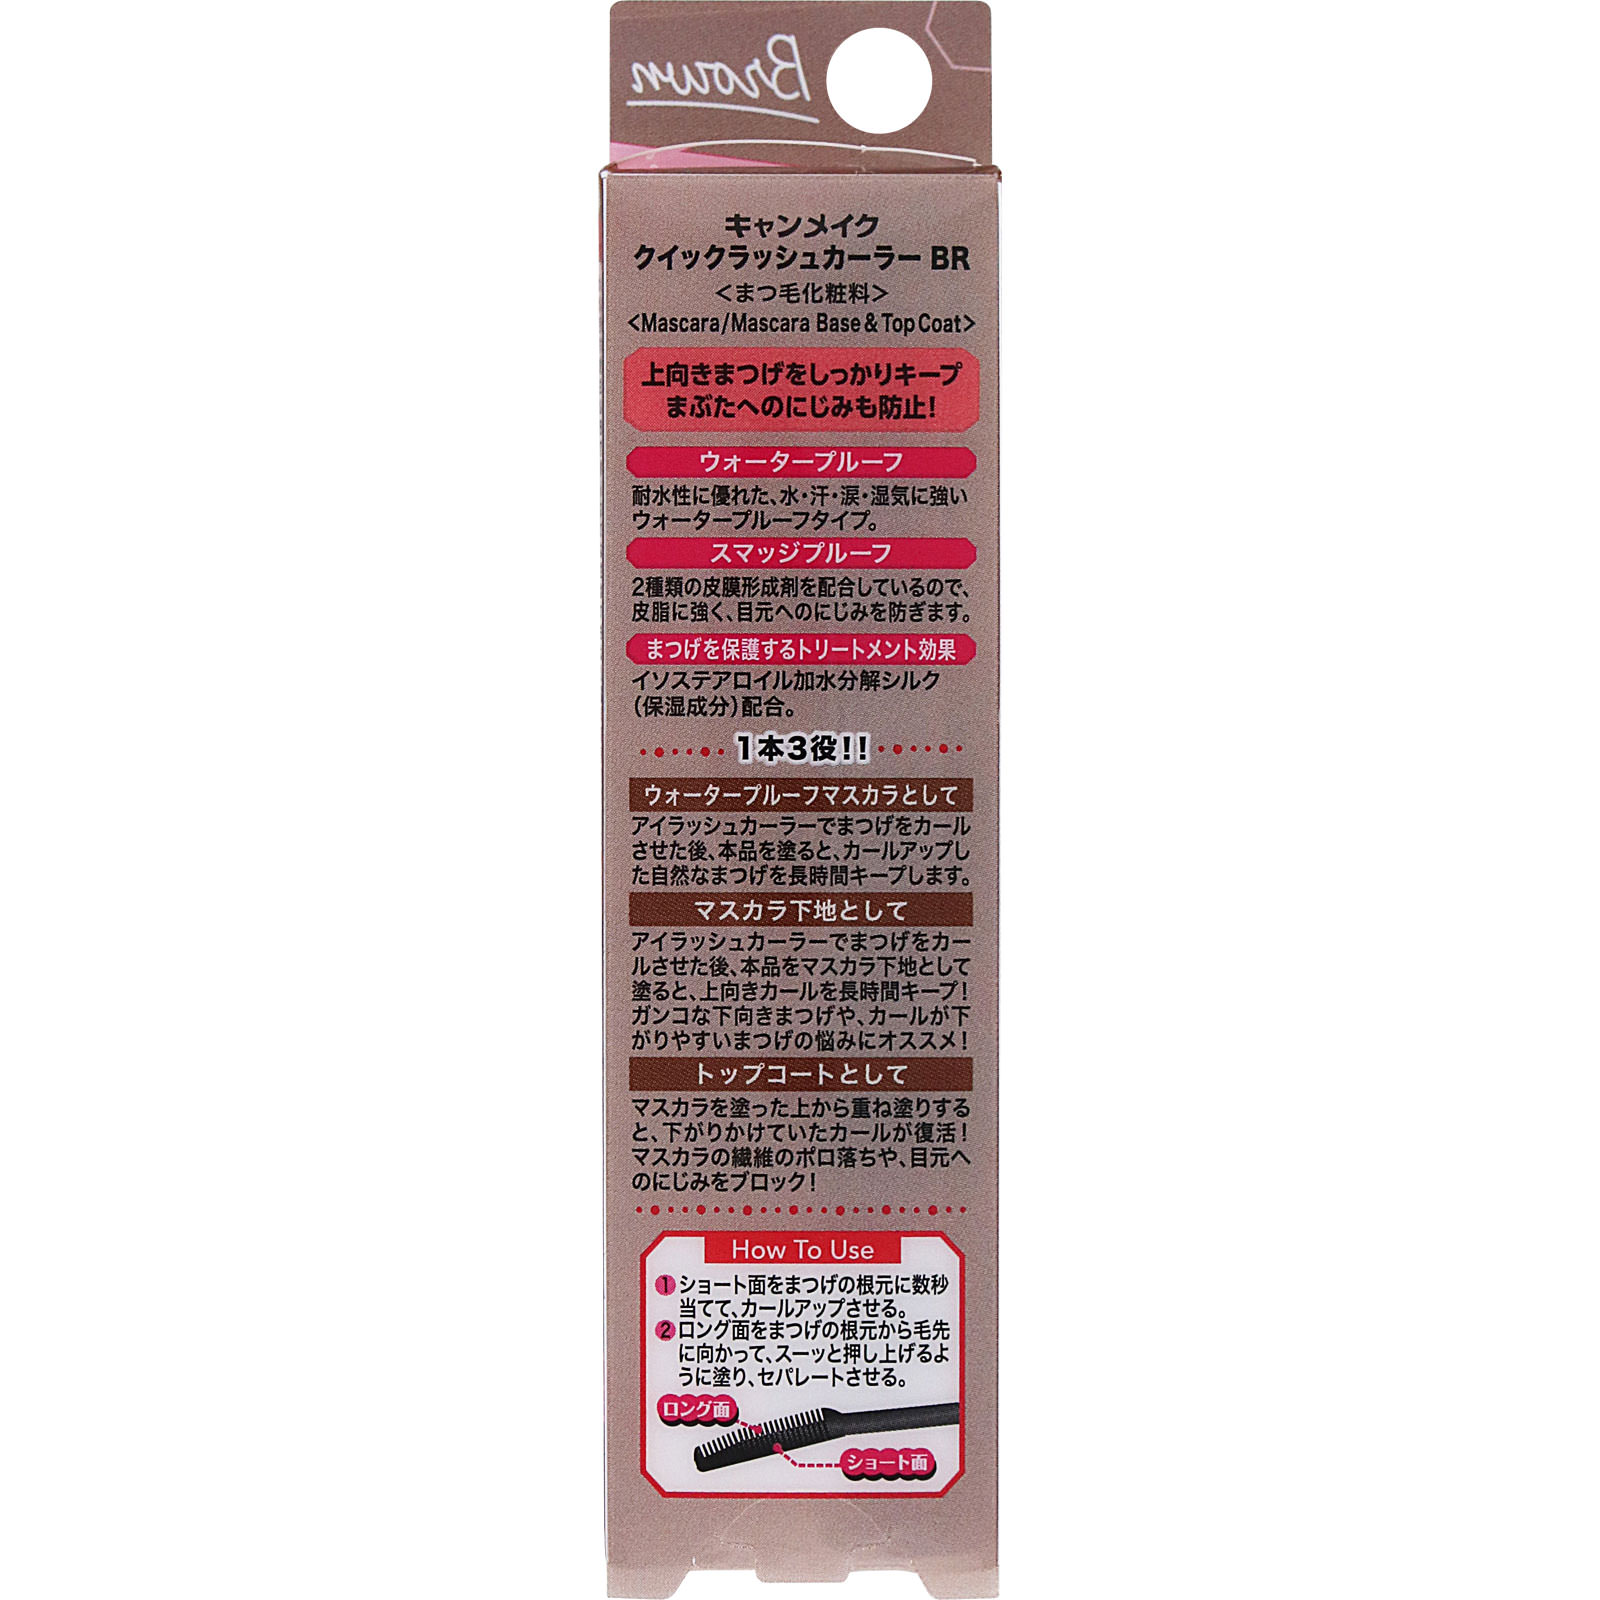 Brown
キャンメイク
クイックラッシュカーラー BR
<まつ毛化粧料>
<Mascara/Mascara Base & Top Coat>
上向きまつげをしっかりキープ
まぶたへのにじみも防止!
ウォータープルーフ
耐水性に優れた、水・汗・涙・湿気に強い
ウォータープルーフタイプ。
スマッジプルーフ
2種類の皮膜形成剤を配合しているので、
皮脂に強く、目元へのにじみを防ぎます。
まつげを保護するトリートメント効果
イソステアロイル加水分解シルク
(保湿成分)配合。
1本3役!!
ウォータープルーフマスカラとして
アイラッシュカーラーでまつげをカール
させた後、本品を塗ると、カールアップし
た自然なまつげを長時間キープします。
マスカラ下地として
アイラッシュカーラーでまつげをカー
ルさせた後、本品をマスカラ下地として
塗ると、上向きカールを長時間キープ!
ガンコな下向きまつげや、カールが下
がりやすいまつげの悩みにオススメ!
トップコートとして
マスカラを塗った上から重ね塗りする
と、下がりかけていたカールが復活!
マスカラの繊維のポロ落ちや、目元へ
のにじみをブロック!
How To Use
1 ショート面をまつげの根元に数秒
当てて、カールアップさせる。
2 ロング面をまつげの根元から毛先
に向かって、スーッと押し上げるよ
うに塗り、セパレートさせる。
ロング面
ショート面